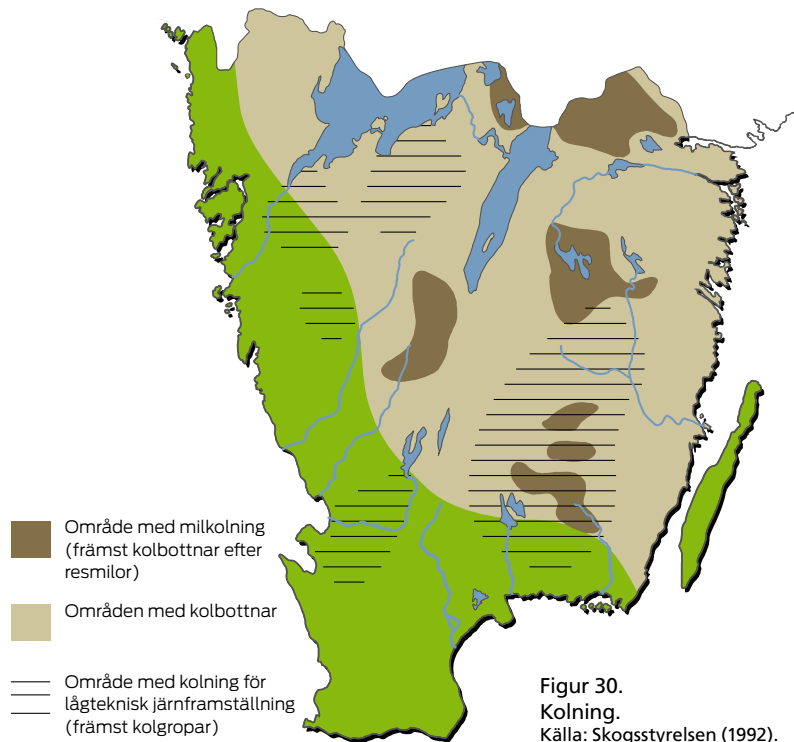 Område med milkolning
(främst kolbottnar efter
resmilor)
Områden med kolbottnar
Område med kolning för
lågteknisk järnframställning
(främst kolgropar)
Figur 30.
Kolning.
Källa: Skogsstyrelsen (1992).